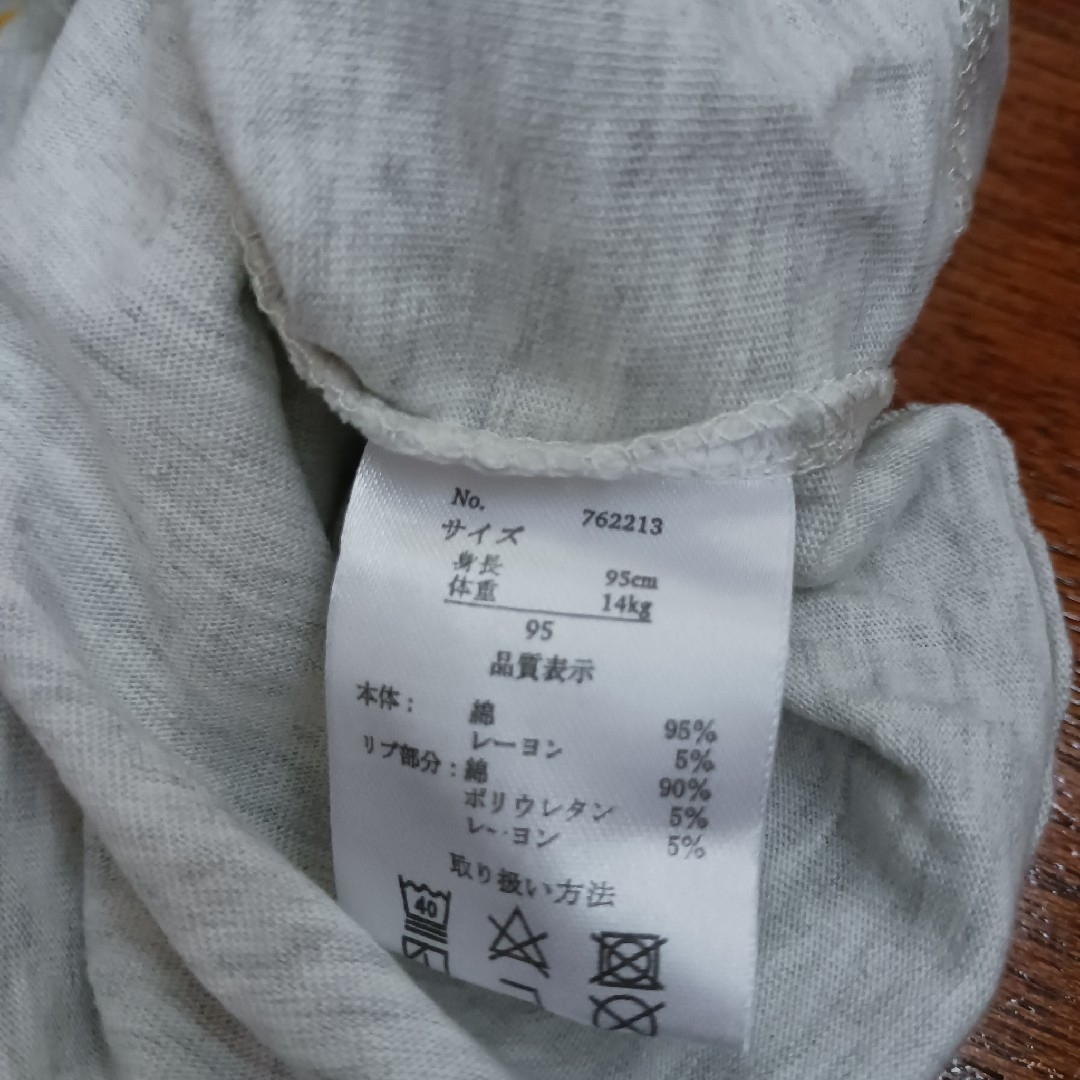 No. 762213
サイズ
身長 95cm
体重 14kg
95
品質表示
本体： 綿 95%
レーヨン 5%
リブ部分：綿 90%
ポリウレタン 5%
レーヨン 5%
取り扱い方法
40